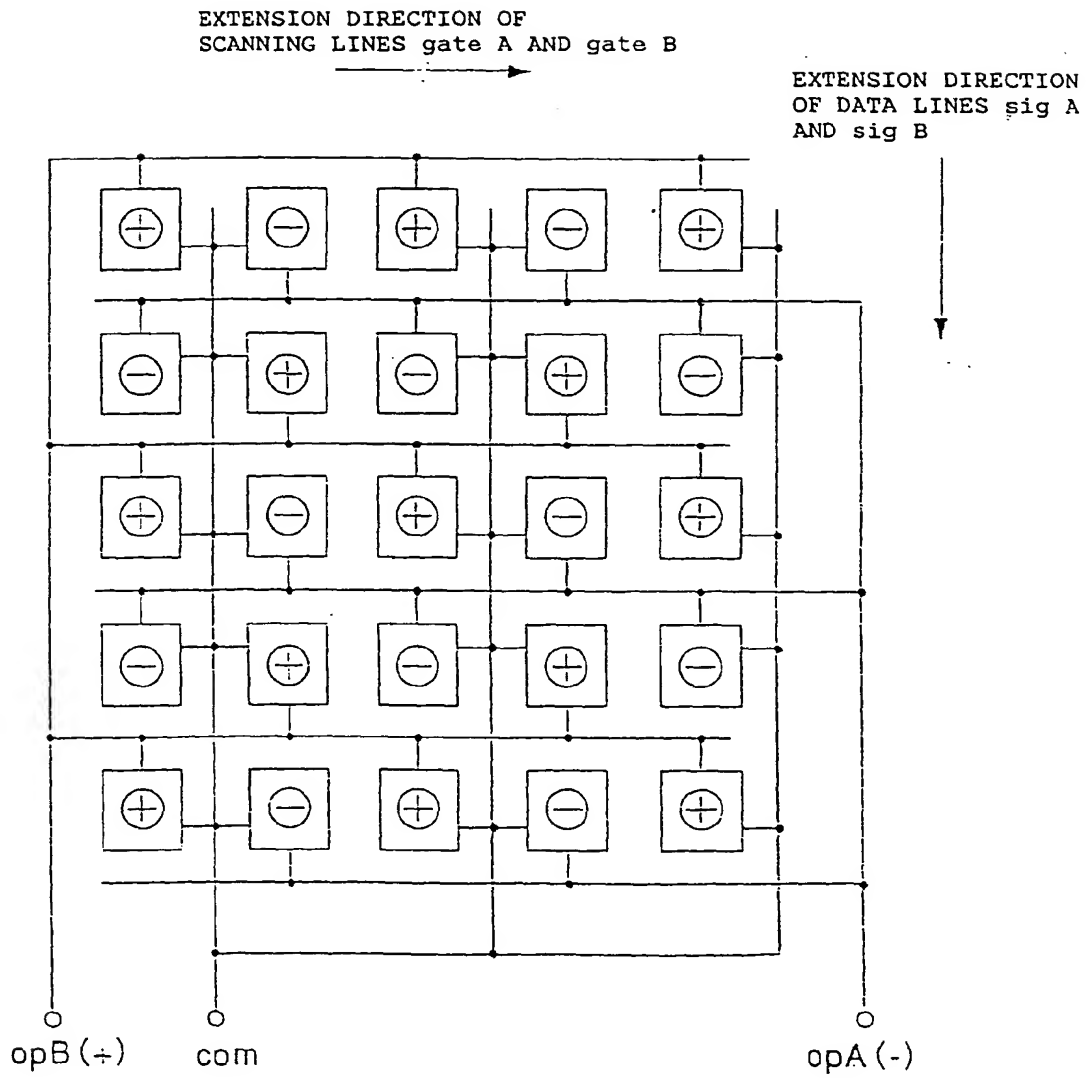 EXTENSION DIRECTION OF
SCANNING LINES gate A AND gate B
EXTENSION DIRECTION
OF DATA LINES sig A
AND sig B
opB (+)
com
opA (-)